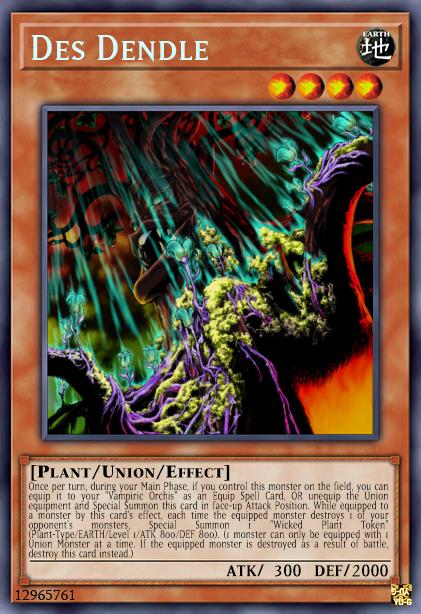 Des Dendle
EARTH
地
[Plant/Union/Effect]
Once per turn, during your Main Phase, if you control this monster on the field, you can
equip it to your "Vampiric Orchis" as an Equip Spell Card, OR unequip the Union
equipment and Special Summon this card in face-up Attack Position. While equipped to
a monster by this card's effect, each time the equipped monster destroys 1 of your
opponent's monsters, Special Summon 1 "Wicked Plant Token"
(Plant-Type/EARTH/Level 1/ATK 800/DEF 800). (1 monster can only be equipped with 1
Union Monster at a time. If the equipped monster is destroyed as a result of battle,
destroy this card instead.)
ATK/ 300 DEF/2000
12965761